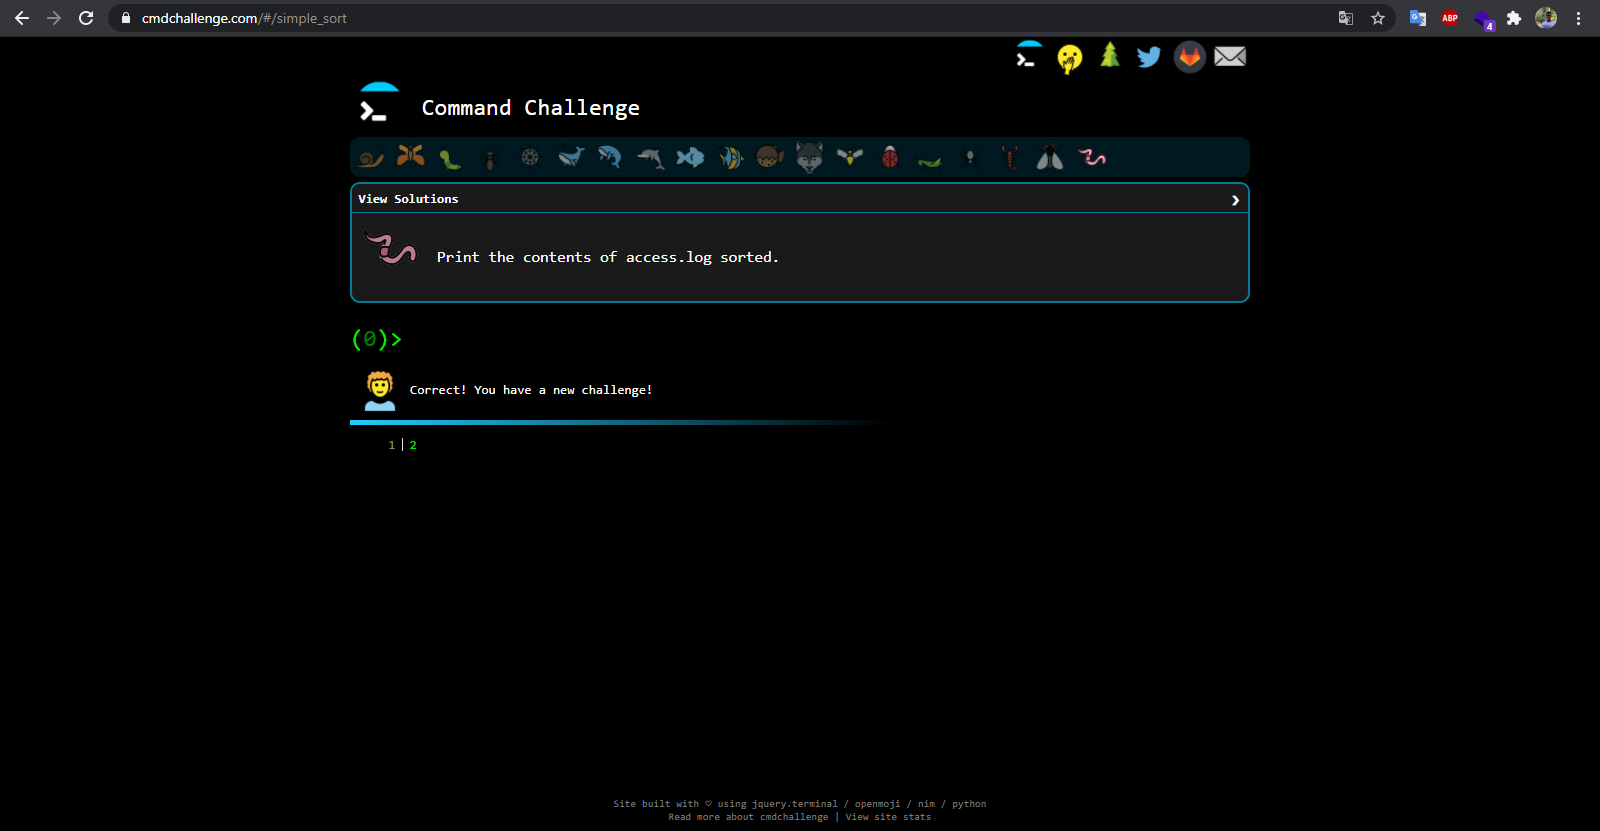 cmdchallenge.com/#/simple_sort
ABP
4
Command Challenge
View Solutions
Print the contents of access.log sorted.
(0)>
Correct! You have a new challenge!
1 | 2
Site built with ♡ using jquery.terminal / openmoji / nim / python
Read more about cmdchallenge | View site stats